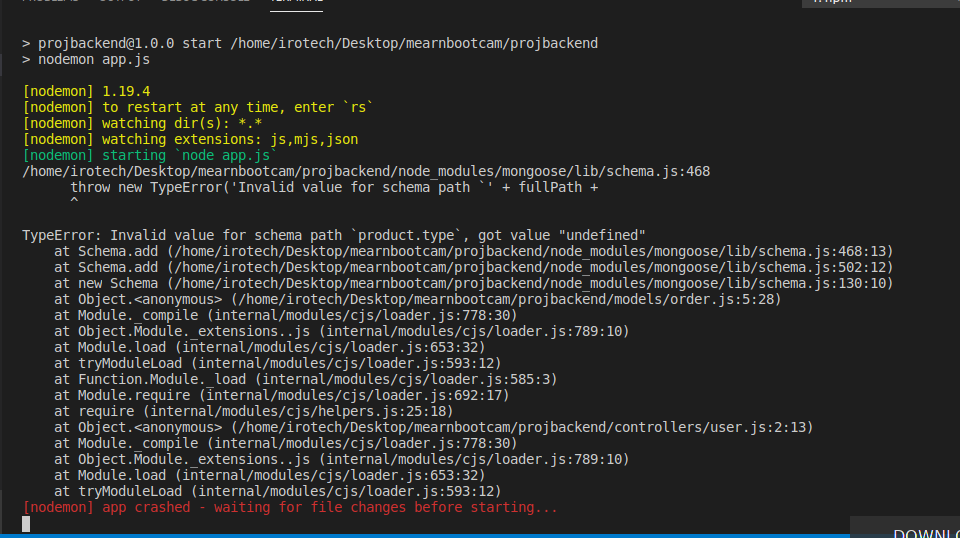 TERMINAL
> projbackend@1.0.0 start /home/irotech/Desktop/mearnbootcam/projbackend
> nodemon app.js
[nodemon] 1.19.4
[nodemon] to restart at any time, enter `rs`
[nodemon] watching dir(s): *.*
[nodemon] watching extensions: js,mjs,json
[nodemon] starting `node app.js`
/home/irotech/Desktop/mearnbootcam/projbackend/node_modules/mongoose/lib/schema.js:468
      throw new TypeError('Invalid value for schema path `' + fullPath +
      ^
TypeError: Invalid value for schema path `product.type`, got value "undefined"
    at Schema.add (/home/irotech/Desktop/mearnbootcam/projbackend/node_modules/mongoose/lib/schema.js:468:13)
    at Schema.add (/home/irotech/Desktop/mearnbootcam/projbackend/node_modules/mongoose/lib/schema.js:502:12)
    at new Schema (/home/irotech/Desktop/mearnbootcam/projbackend/node_modules/mongoose/lib/schema.js:130:10)
    at Object.<anonymous> (/home/irotech/Desktop/mearnbootcam/projbackend/models/order.js:5:28)
    at Module._compile (internal/modules/cjs/loader.js:778:30)
    at Object.Module._extensions..js (internal/modules/cjs/loader.js:789:10)
    at Module.load (internal/modules/cjs/loader.js:653:32)
    at tryModuleLoad (internal/modules/cjs/loader.js:593:12)
    at Function.Module._load (internal/modules/cjs/loader.js:585:3)
    at Module.require (internal/modules/cjs/loader.js:692:17)
    at require (internal/modules/cjs/helpers.js:25:18)
    at Object.<anonymous> (/home/irotech/Desktop/mearnbootcam/projbackend/controllers/user.js:2:13)
    at Module._compile (internal/modules/cjs/loader.js:778:30)
    at Object.Module._extensions..js (internal/modules/cjs/loader.js:789:10)
    at Module.load (internal/modules/cjs/loader.js:653:32)
    at tryModuleLoad (internal/modules/cjs/loader.js:593:12)
[nodemon] app crashed - waiting for file changes before starting...
DOWNLO